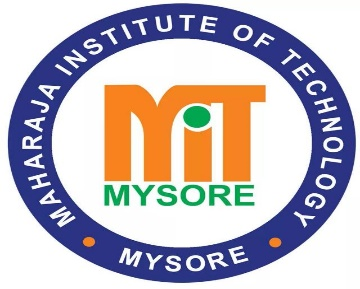 MAHARAJA INSTITUTE OF TECHNOLOGY
MiT
MYSORE
• MYSORE •